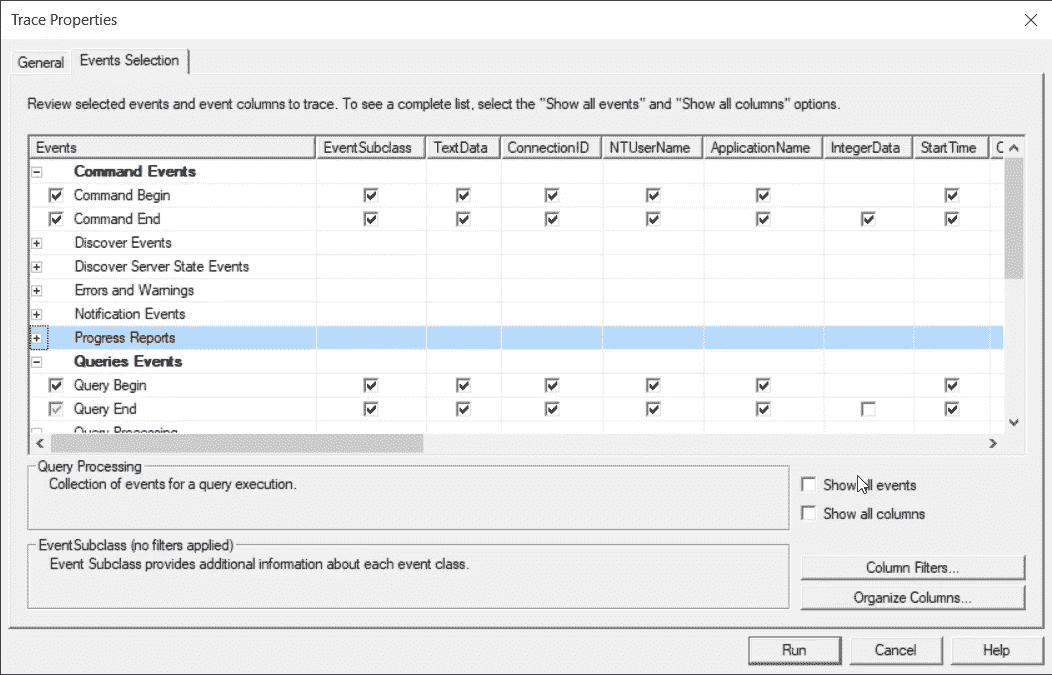 Trace Properties
General
Events Selection
Review selected events and event columns to trace. To see a complete list, select the "Show all events" and "Show all columns" options.
Events EventSubclass TextData ConnectionID NTUserName ApplicationName IntegerData StartTime C
Command Events
Command Begin
Command End
Discover Events
Discover Server State Events
Errors and Warnings
Notification Events
Progress Reports
Queries Events
Query Begin
Query End
Query Processing
Query Processing
Collection of events for a query execution.
Show all events
Show all columns
EventSubclass (no filters applied)
Event Subclass provides additional information about each event class.
Column Filters...
Organize Columns...
Run Cancel Help